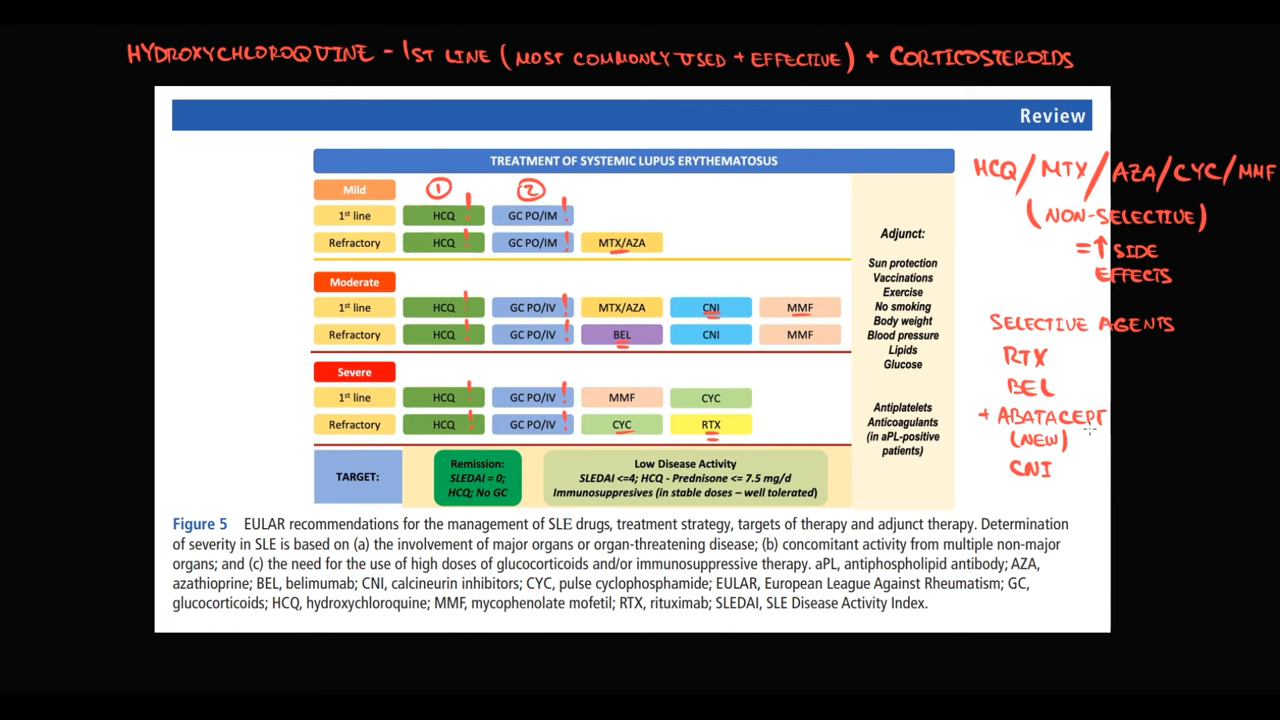 HYDROXYCHLOROQUINE - 1ST LINE (MOST COMMONLY USED + EFFECTIVE) + CORTICOSTEROIDS
Review
TREATMENT OF SYSTEMIC LUPUS ERYTHEMATOSUS
Mild 1 2
1st line HCQ ! GC PO/IM !
Refractory HCQ ! GC PO/IM ! MTX/AZA
Moderate
1st line HCQ ! GC PO/IV ! MTX/AZA CNI MMF
Refractory HCQ ! GC PO/IV ! BEL CNI MMF
Severe
1st line HCQ ! GC PO/IV ! MMF CYC
Refractory HCQ ! GC PO/IV ! CYC RTX
Adjunct:
Sun protection
Vaccinations
Exercise
No smoking
Body weight
Blood pressure
Lipids
Glucose
Antiplatelets
Anticoagulants
(in aPL-positive
patients)
TARGET:
Remission:
SLEDAI = 0;
HCQ; No GC
Low Disease Activity
SLEDAI <=4; HCQ - Prednisone <= 7.5 mg/d
Immunosuppresives (in stable doses – well tolerated)
HCQ/MTX/AZA/CYC/MMF
(NON-SELECTIVE)
= ↑ SIDE
EFFECTS
SELECTIVE AGENTS
RTX
BEL
+ ABATACEPT
(NEW)
CNI
Figure 5 EULAR recommendations for the management of SLE drugs, treatment strategy, targets of therapy and adjunct therapy. Determination
of severity in SLE is based on (a) the involvement of major organs or organ-threatening disease; (b) concomitant activity from multiple non-major
organs; and (c) the need for the use of high doses of glucocorticoids and/or immunosuppressive therapy. aPL, antiphospholipid antibody; AZA,
azathioprine; BEL, belimumab; CNI, calcineurin inhibitors; CYC, pulse cyclophosphamide; EULAR, European League Against Rheumatism; GC,
glucocorticoids; HCQ, hydroxychloroquine; MMF, mycophenolate mofetil; RTX, rituximab; SLEDAI, SLE Disease Activity Index.